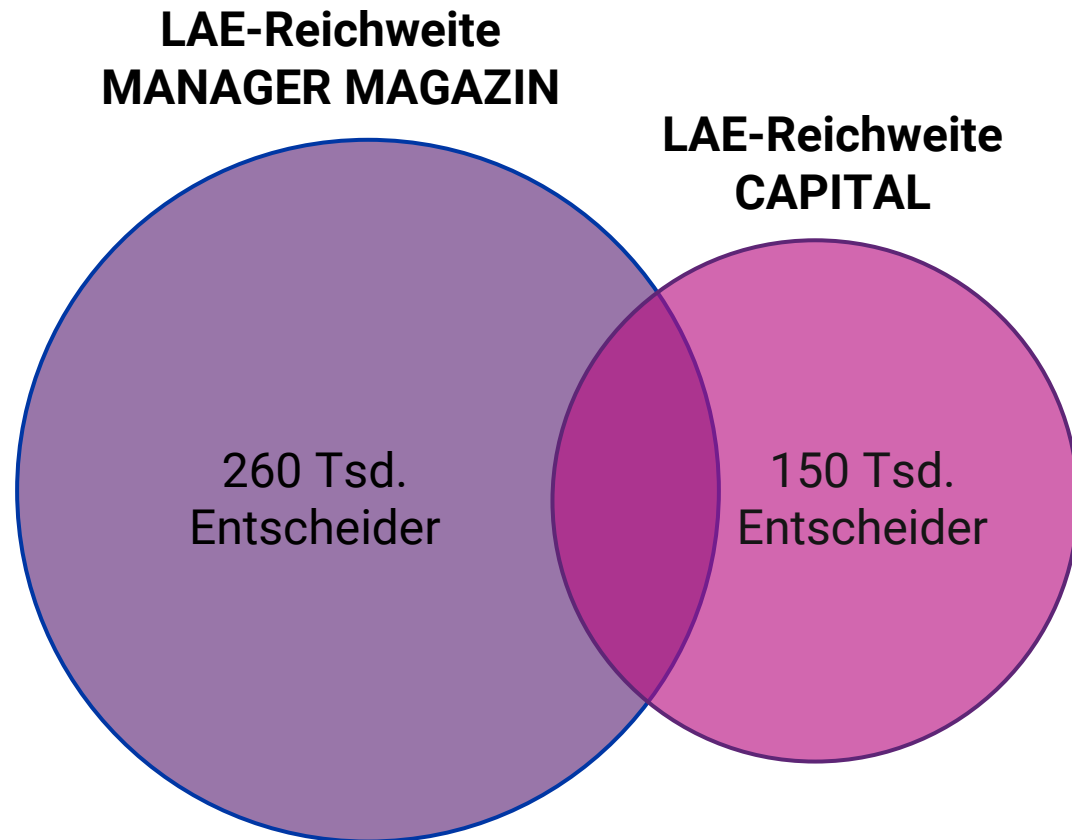 LAE-Reichweite
MANAGER MAGAZIN
LAE-Reichweite
CAPITAL
260 Tsd.
Entscheider
150 Tsd.
Entscheider